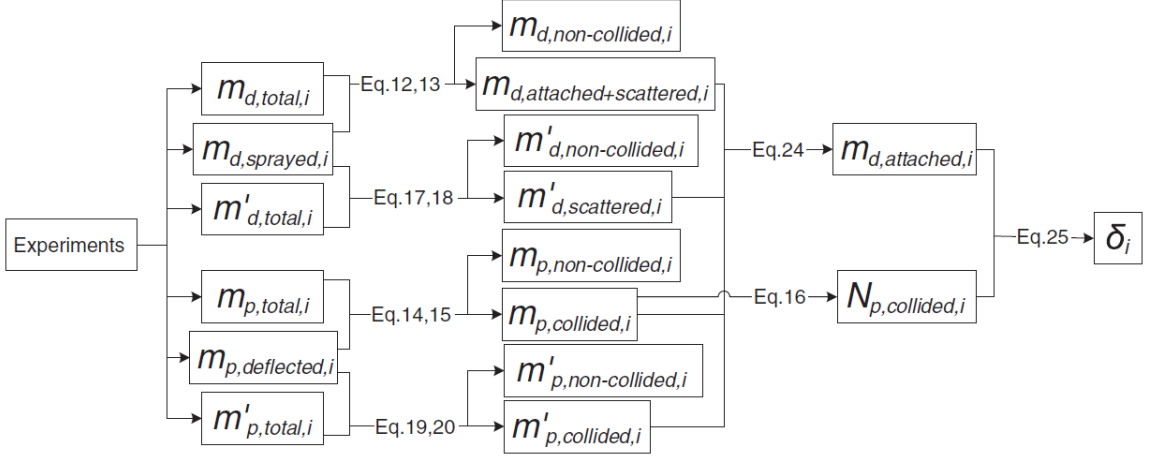 m_d,non-collided,i
m_d,total,i
Eq.12,13
m_d,attached+scattered,i
m_d,sprayed,i
m'_d,non-collided,i
Eq.24
m_d,attached,i
m'_d,total,i
Eq.17,18
m'_d,scattered,i
Experiments
Eq.25
δ_i
m_p,non-collided,i
m_p,total,i
Eq.14,15
m_p,collided,i
Eq.16
N_p,collided,i
m_p,deflected,i
m'_p,non-collided,i
m'_p,total,i
Eq.19,20
m'_p,collided,i